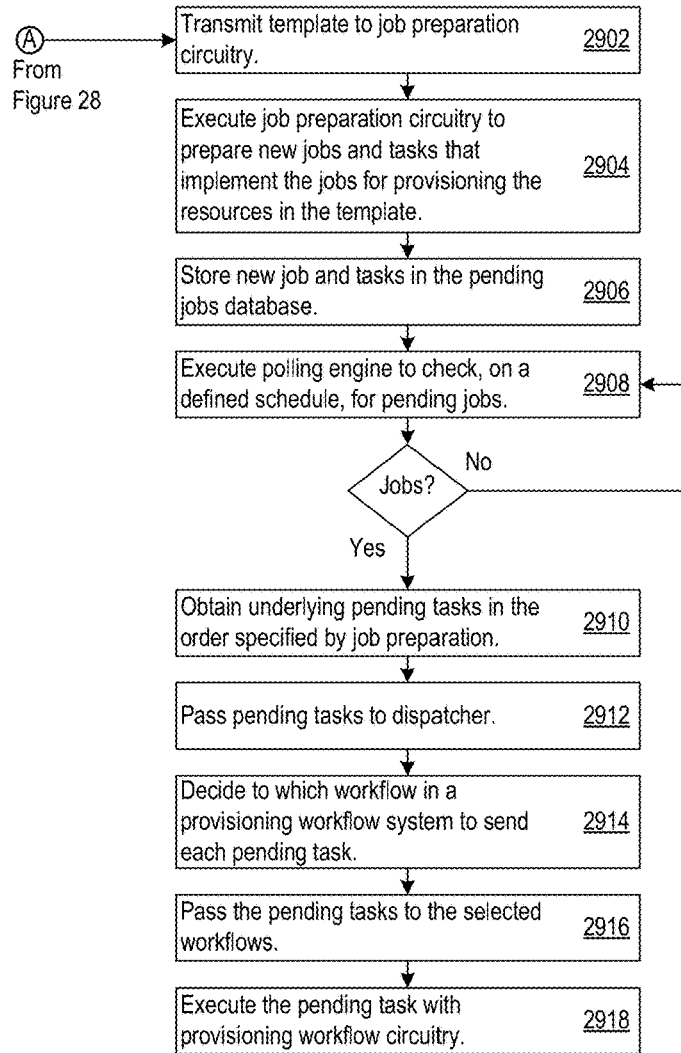 A
From
Figure 28
Transmit template to job preparation
circuitry.
2902
Execute job preparation circuitry to
prepare new jobs and tasks that
implement the jobs for provisioning the
resources in the template.
2904
Store new job and tasks in the pending
jobs database.
2906
Execute polling engine to check, on a
defined schedule, for pending jobs.
2908
Jobs?
No
Yes
Obtain underlying pending tasks in the
order specified by job preparation.
2910
Pass pending tasks to dispatcher.
2912
Decide to which workflow in a
provisioning workflow system to send
each pending task.
2914
Pass the pending tasks to the selected
workflows.
2916
Execute the pending task with
provisioning workflow circuitry.
2918